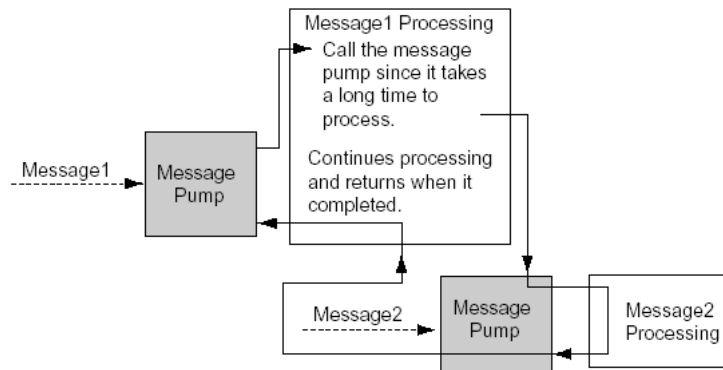 Message1 Processing
Call the message
pump since it takes
a long time to
process.
Continues processing
and returns when it
completed.
Message1
Message
Pump
Message2
Message
Pump
Message2
Processing